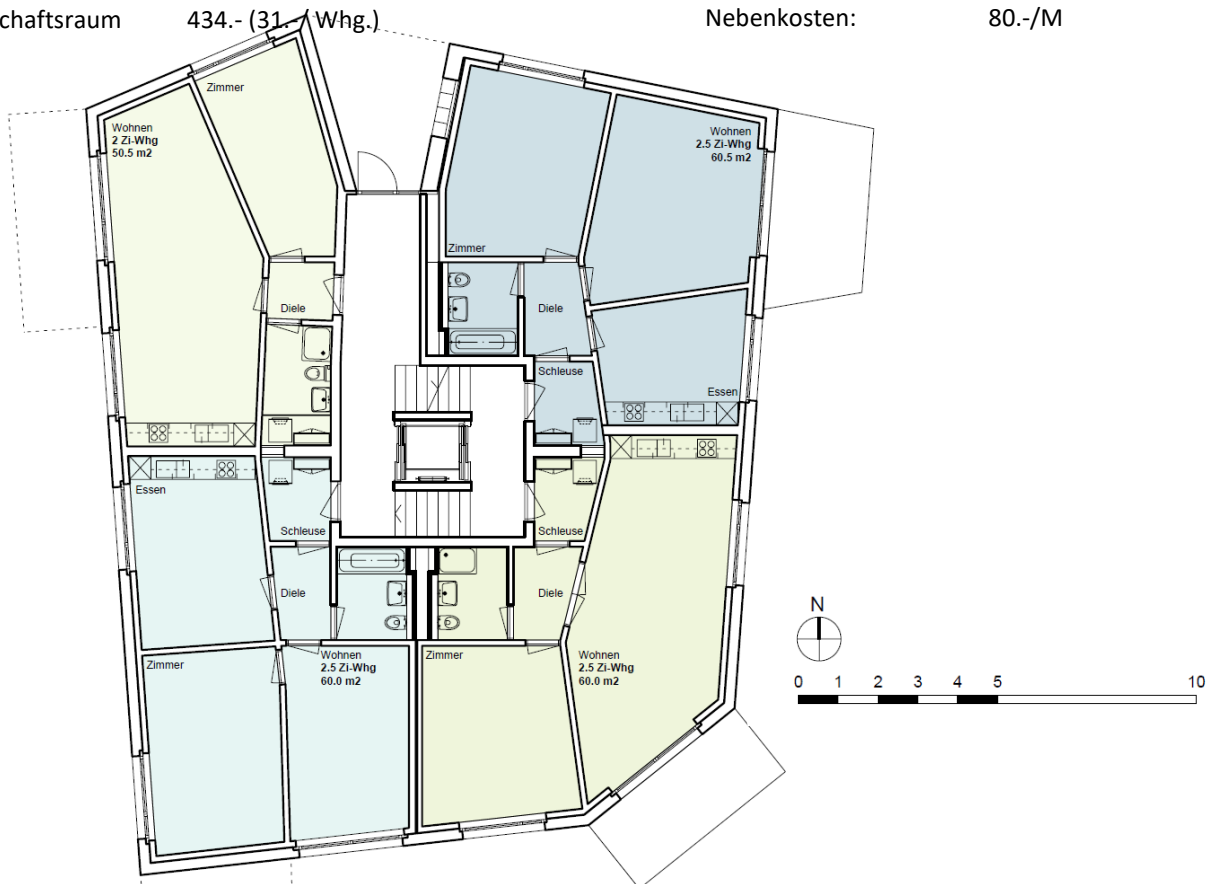 schaftsraum 434.- (31.-/Whg.) Nebenkosten: 80.-/M
Zimmer
Wohnen
2 Zi-Whg
50.5 m2
Wohnen
2.5 Zi-Whg
60.5 m2
Zimmer
Diele
Diele
Schleuse
Essen
Essen
Schleuse
Schleuse
Diele
Diele
Zimmer
Wohnen
2.5 Zi-Whg
60.0 m2
Zimmer
Wohnen
2.5 Zi-Whg
60.0 m2
N
0 1 2 3 4 5 10